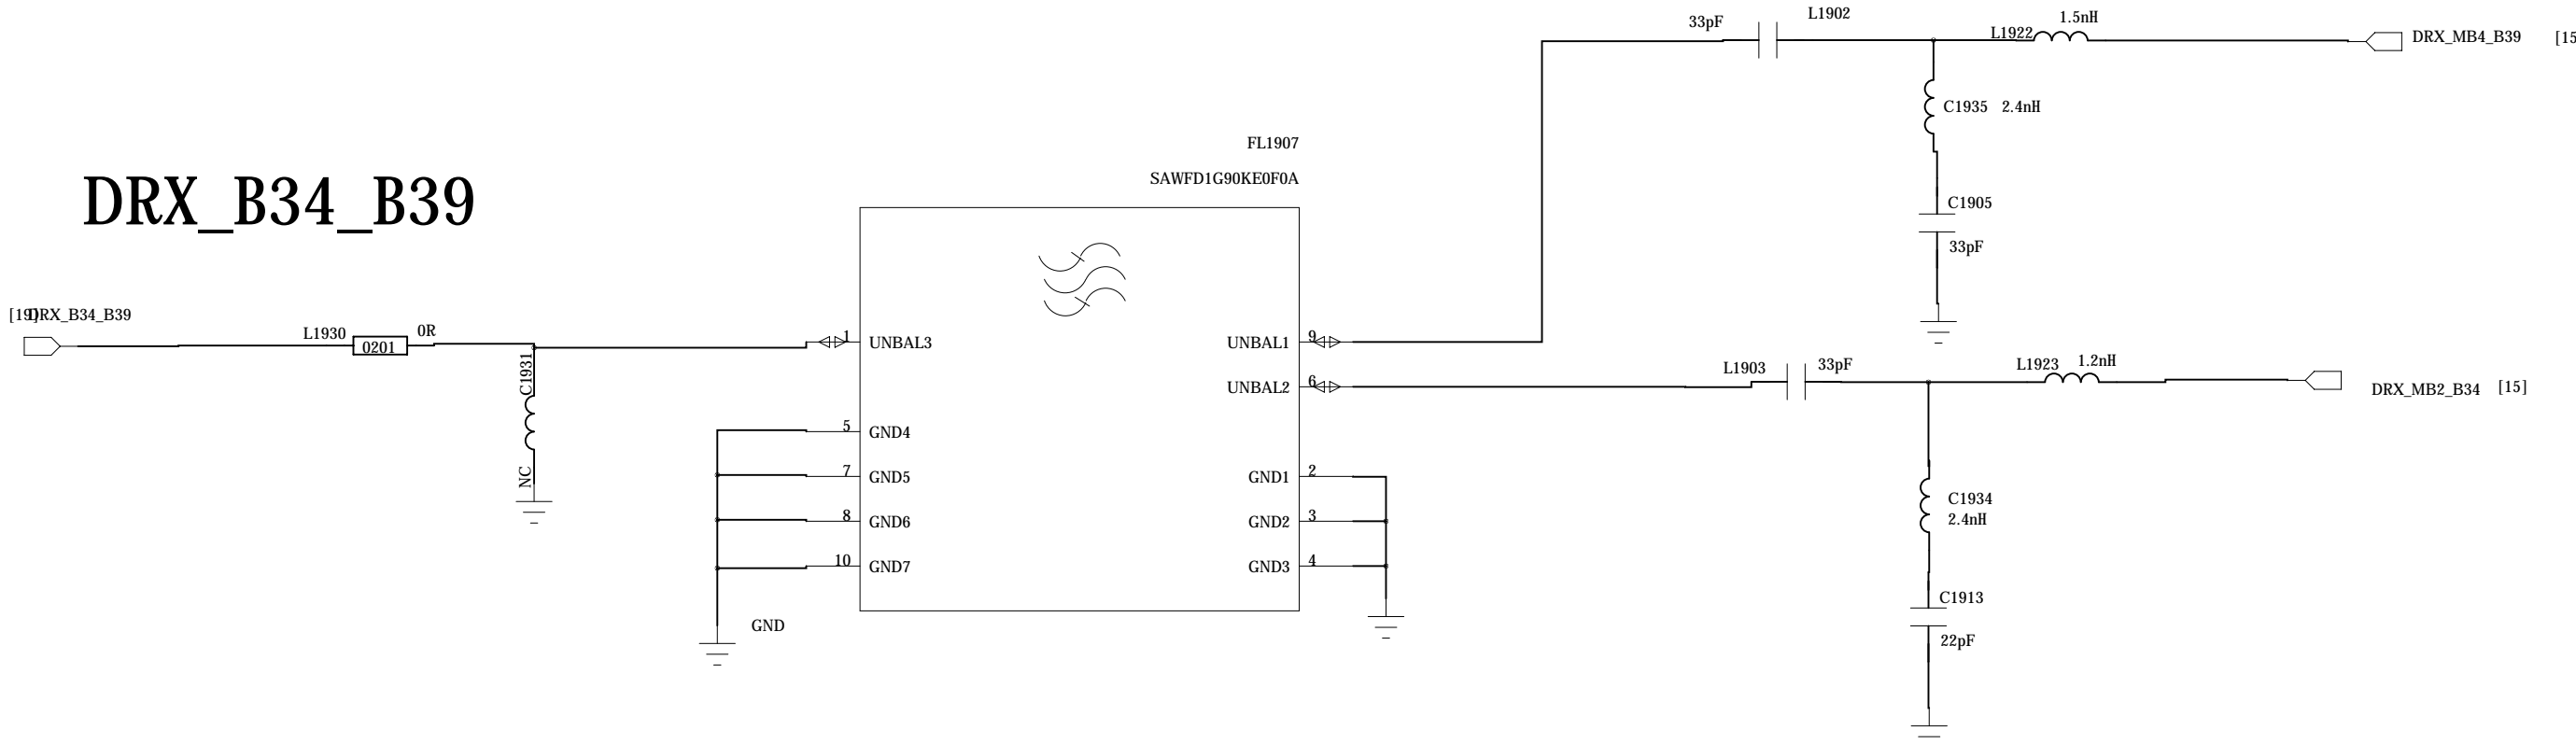 33pF
L1902
L1922
1.5nH
DRX_MB4_B39
[15
C1935 2.4nH
FL1907
SAWFD1G90KE0F0A
DRX_B34_B39
C1905
33pF
[19]DRX_B34_B39
L1930
0R
0201
C1931
NC
1
UNBAL3
UNBAL1
9
UNBAL2
6
L1903
33pF
L1923
1.2nH
DRX_MB2_B34
[15]
5
GND4
7
GND5
GND1
2
8
GND6
GND2
3
10
GND7
GND3
4
C1934
2.4nH
C1913
22pF
GND